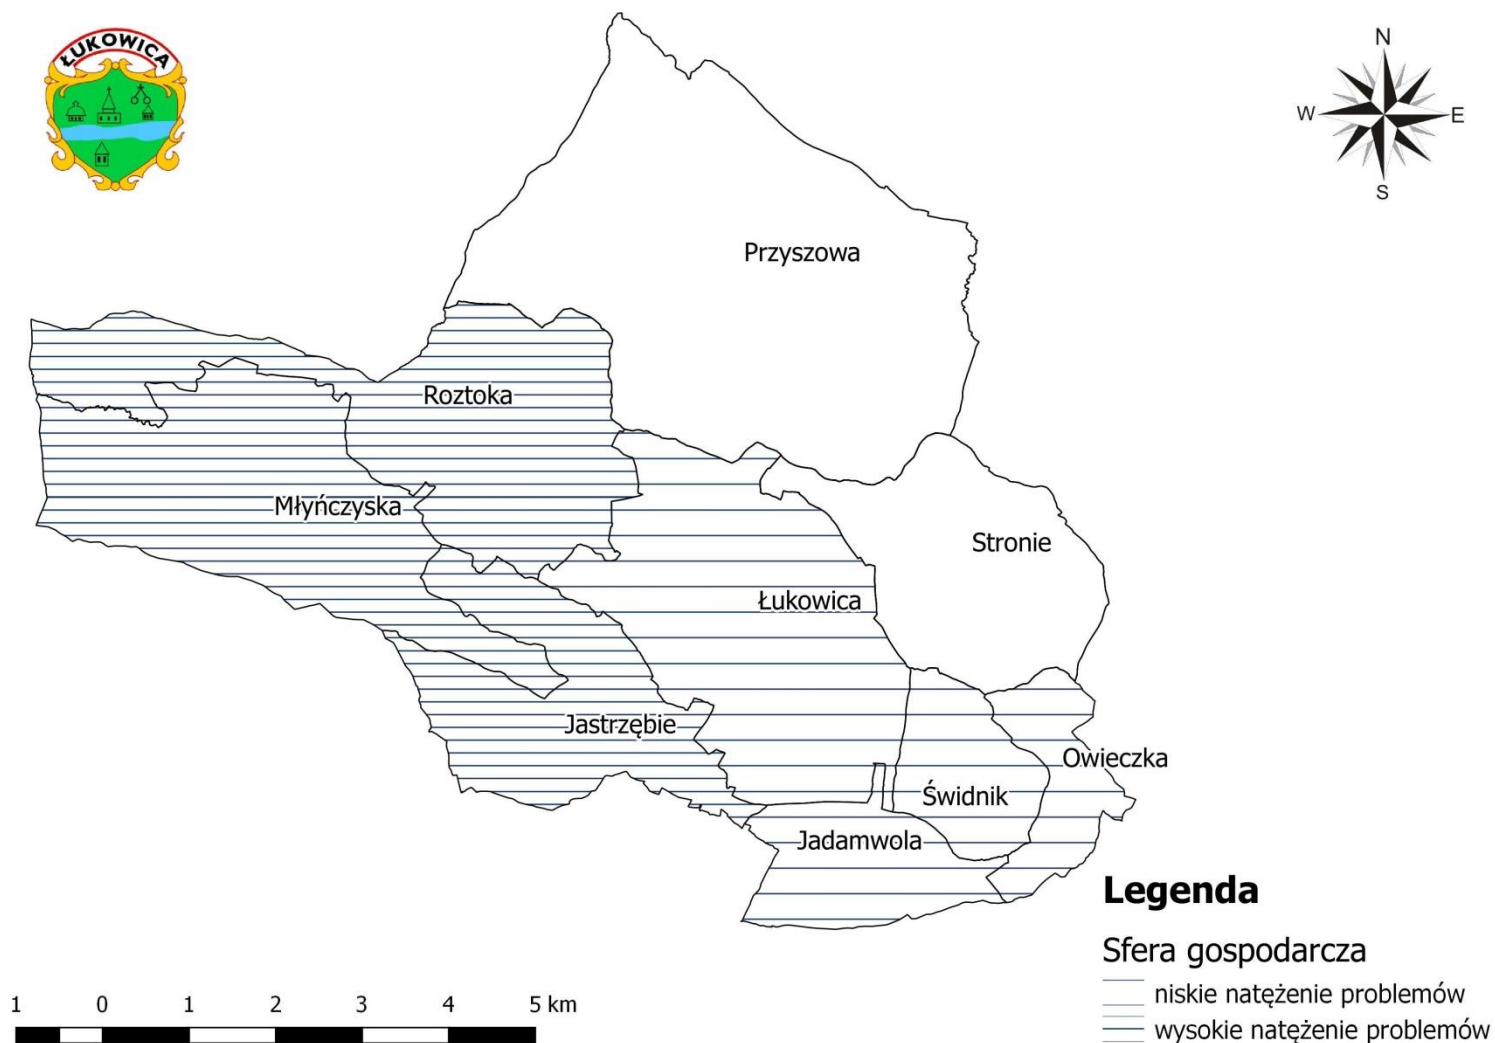 ŁUKOWICA
N
W E
S
Przyszowa
Roztoka
Młyńczyska
Stronie
Łukowica
Jastrzębie
Owieczka
Świdnik
Jadamwola
Legenda
Sfera gospodarcza
niskie natężenie problemów
wysokie natężenie problemów
1 0 1 2 3 4 5 km